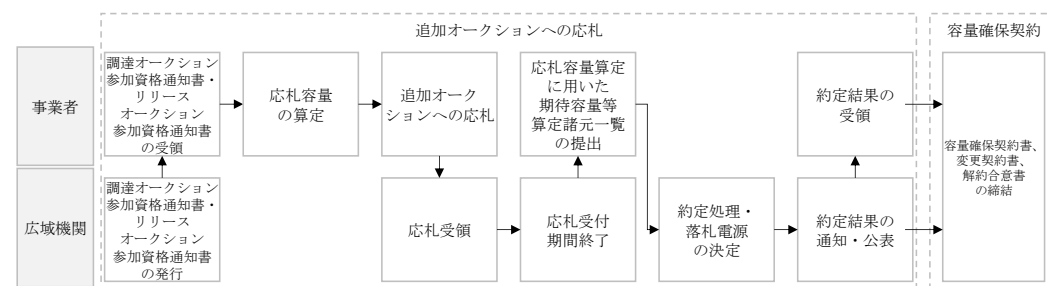 追加オークションへの応札
容量確保契約
事業者
調達オークション
参加資格通知書・
リリース
オークション
参加資格通知書
の受領
応札容量
の算定
追加オーク
ションへの応札
応札容量算定
に用いた
期待容量等
算定諸元一覧
の提出
約定結果の
受領
容量確保契約書、
変更契約書、
解約合意書
の締結
広域機関
調達オークション
参加資格通知書・
リリース
オークション
参加資格通知書
の発行
応札受領
応札受付
期間終了
約定処理・
落札電源
の決定
約定結果の
通知・公表